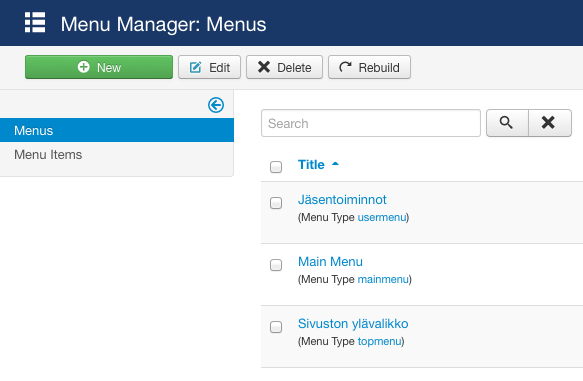 Menu Manager: Menus
New
Edit
Delete
Rebuild
Menus
Menu Items
Search
Title
Jäsentoiminnot
(Menu Type usermenu)
Main Menu
(Menu Type mainmenu)
Sivuston ylävalikko
(Menu Type topmenu)